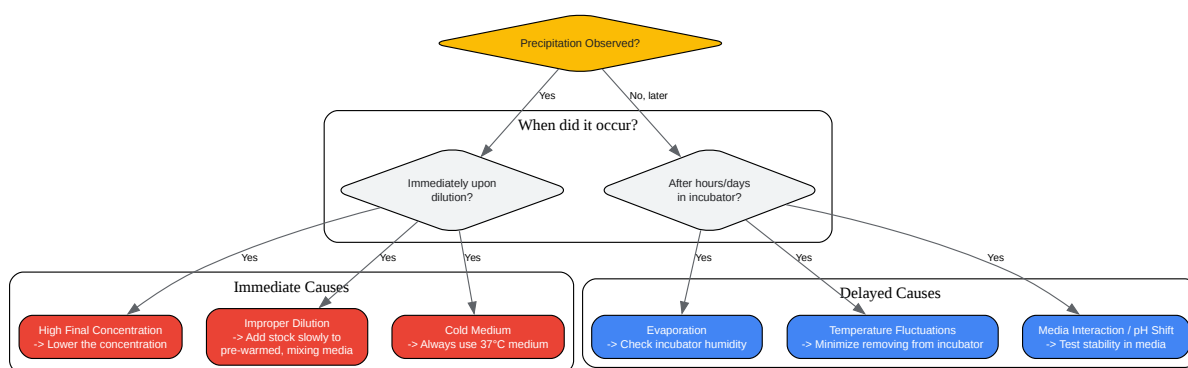 Precipitation Observed?
Yes
No, later
When did it occur?
Immediately upon
dilution?
After hours/days
in incubator?
Yes
Yes
Yes
Yes
Yes
Yes
Immediate Causes
Delayed Causes
High Final Concentration
-> Lower the concentration
Improper Dilution
-> Add stock slowly to
pre-warmed, mixing media
Cold Medium
-> Always use 37°C medium
Evaporation
-> Check incubator humidity
Temperature Fluctuations
-> Minimize removing from incubator
Media Interaction / pH Shift
-> Test stability in media